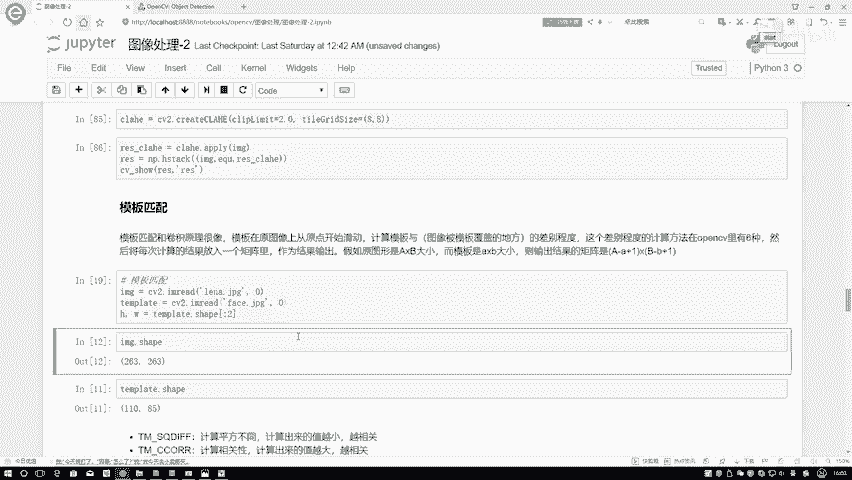 图像处理-2
OpenCV: Object Detection
http://localhost:8888/notebooks/opencv/图像处理/图像处理-2.ipynb
jupyter 图像处理-2 Last Checkpoint: Last Saturday at 12:42 AM (unsaved changes)
Logout
File Edit View Insert Cell Kernel Widgets Help
Trusted Python 3
Code
In [85]: clahe = cv2.createCLAHE(clipLimit=2.0, tileGridSize=(8,8))
In [86]: res_clahe = clahe.apply(img)
res = np.hstack((img,equ,res_clahe))
cv_show(res,'res')
模板匹配
模板匹配和卷积原理很像，模板在原图像上从原点开始滑动，计算模板与（图像被模板覆盖的地方）的差别程度，这个差别程度的计算方法在opencv里有6种，然
后将每次计算的结果放入一个矩阵里，作为结果输出。假如原图形是AxB大小，而模板是axb大小，则输出结果的矩阵是(A-a+1)x(B-b+1)
In [19]: # 模板匹配
img = cv2.imread('lena.jpg', 0)
template = cv2.imread('face.jpg', 0)
h, w = template.shape[:2]
In [12]: img.shape
Out[12]: (263, 263)
In [11]: template.shape
Out[11]: (110, 85)
• TM_SQDIFF：计算平方不同，计算出来的值越小，越相关
• TM_CCORR：计算相关性，计算出来的值越大，越相关
150%